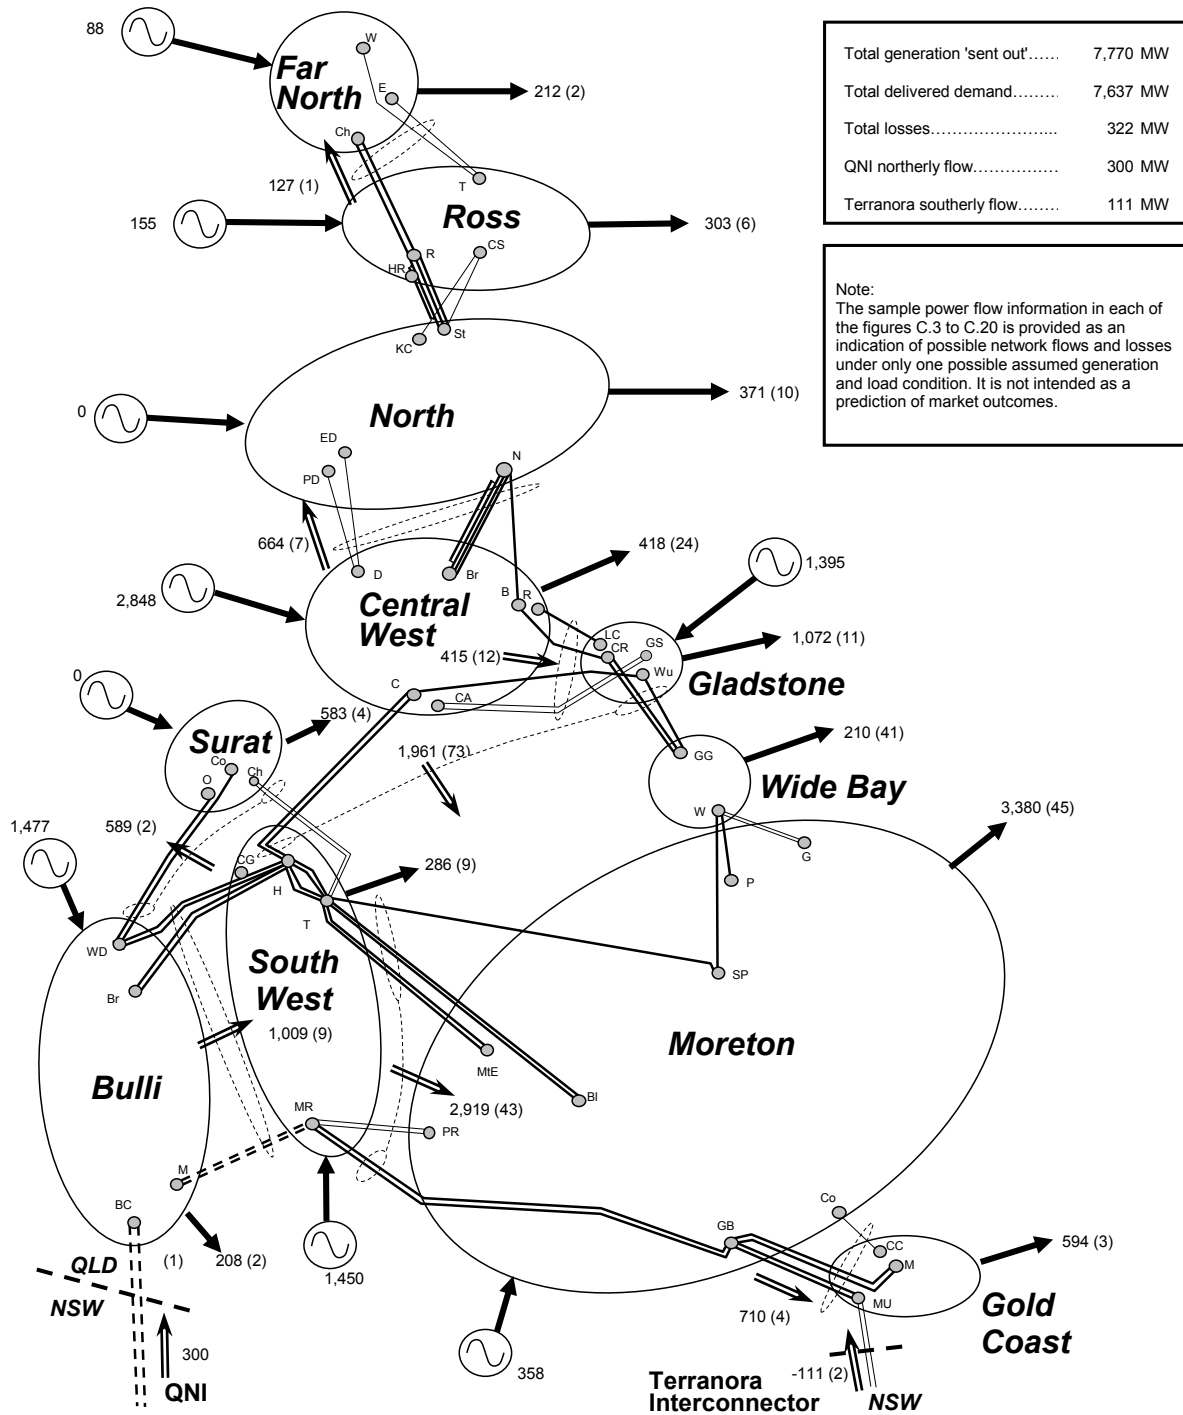 88
W
Far
North
E
212 (2)
Ch
127 (1)
T
155
Ross
303 (6)
R
CS
HR
KC
St
0
North
371 (10)
ED
PD
N
664 (7)
D
Br
418 (24)
1,395
2,848
Central
West
B
R
LC
CR
GS
Wu
1,072 (11)
415 (12)
Gladstone
C
CA
0
583 (4)
Surat
Co
Ch
O
1,961 (73)
GG
210 (41)
Wide Bay
W
G
P
3,380 (45)
1,477
589 (2)
CG
H
286 (9)
T
WD
Br
South
West
1,009 (9)
SP
Moreton
Bulli
MtE
BI
2,919 (43)
MR
PR
M
BC
(1)
208 (2)
QLD
NSW
300
QNI
1,450
358
Co
GB
CC
M
MU
594 (3)
710 (4)
Gold
Coast
-111 (2)
Terranora
Interconnector
NSW
Total generation 'sent out'...... 7,770 MW
Total delivered demand......... 7,637 MW
Total losses........................ 322 MW
QNI northerly flow................ 300 MW
Terranora southerly flow........ 111 MW
Note:
The sample power flow information in each of
the figures C.3 to C.20 is provided as an
indication of possible network flows and losses
under only one possible assumed generation
and load condition. It is not intended as a
prediction of market outcomes.